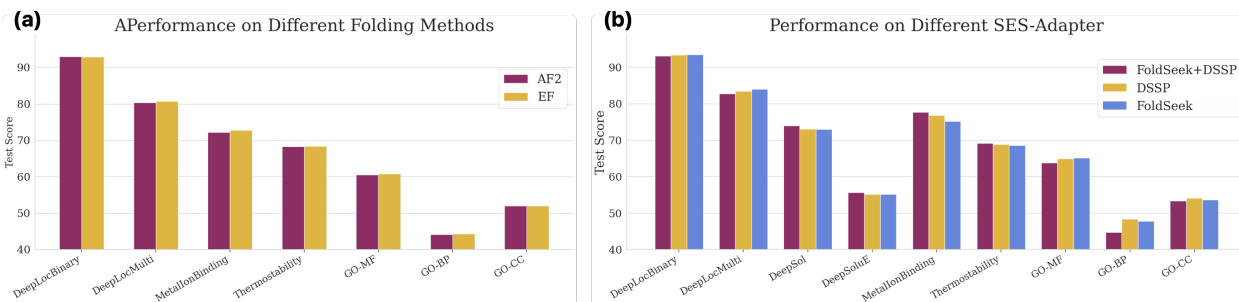 (a)
APerformance on Different Folding Methods
AF2
EF
Test Score
90
80
70
60
50
40
DeepLocBinary
DeepLocMulti
MetalIonBinding
Thermostability
GO-MF
GO-BP
GO-CC
(b)
Performance on Different SES-Adapter
FoldSeek+DSSP
DSSP
FoldSeek
Test Score
90
80
70
60
50
40
DeepLocBinary
DeepLocMulti
DeepSol
DeepSoluE
MetalIonBinding
Thermostability
GO-MF
GO-BP
GO-CC